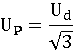 U_P = U_d / √3